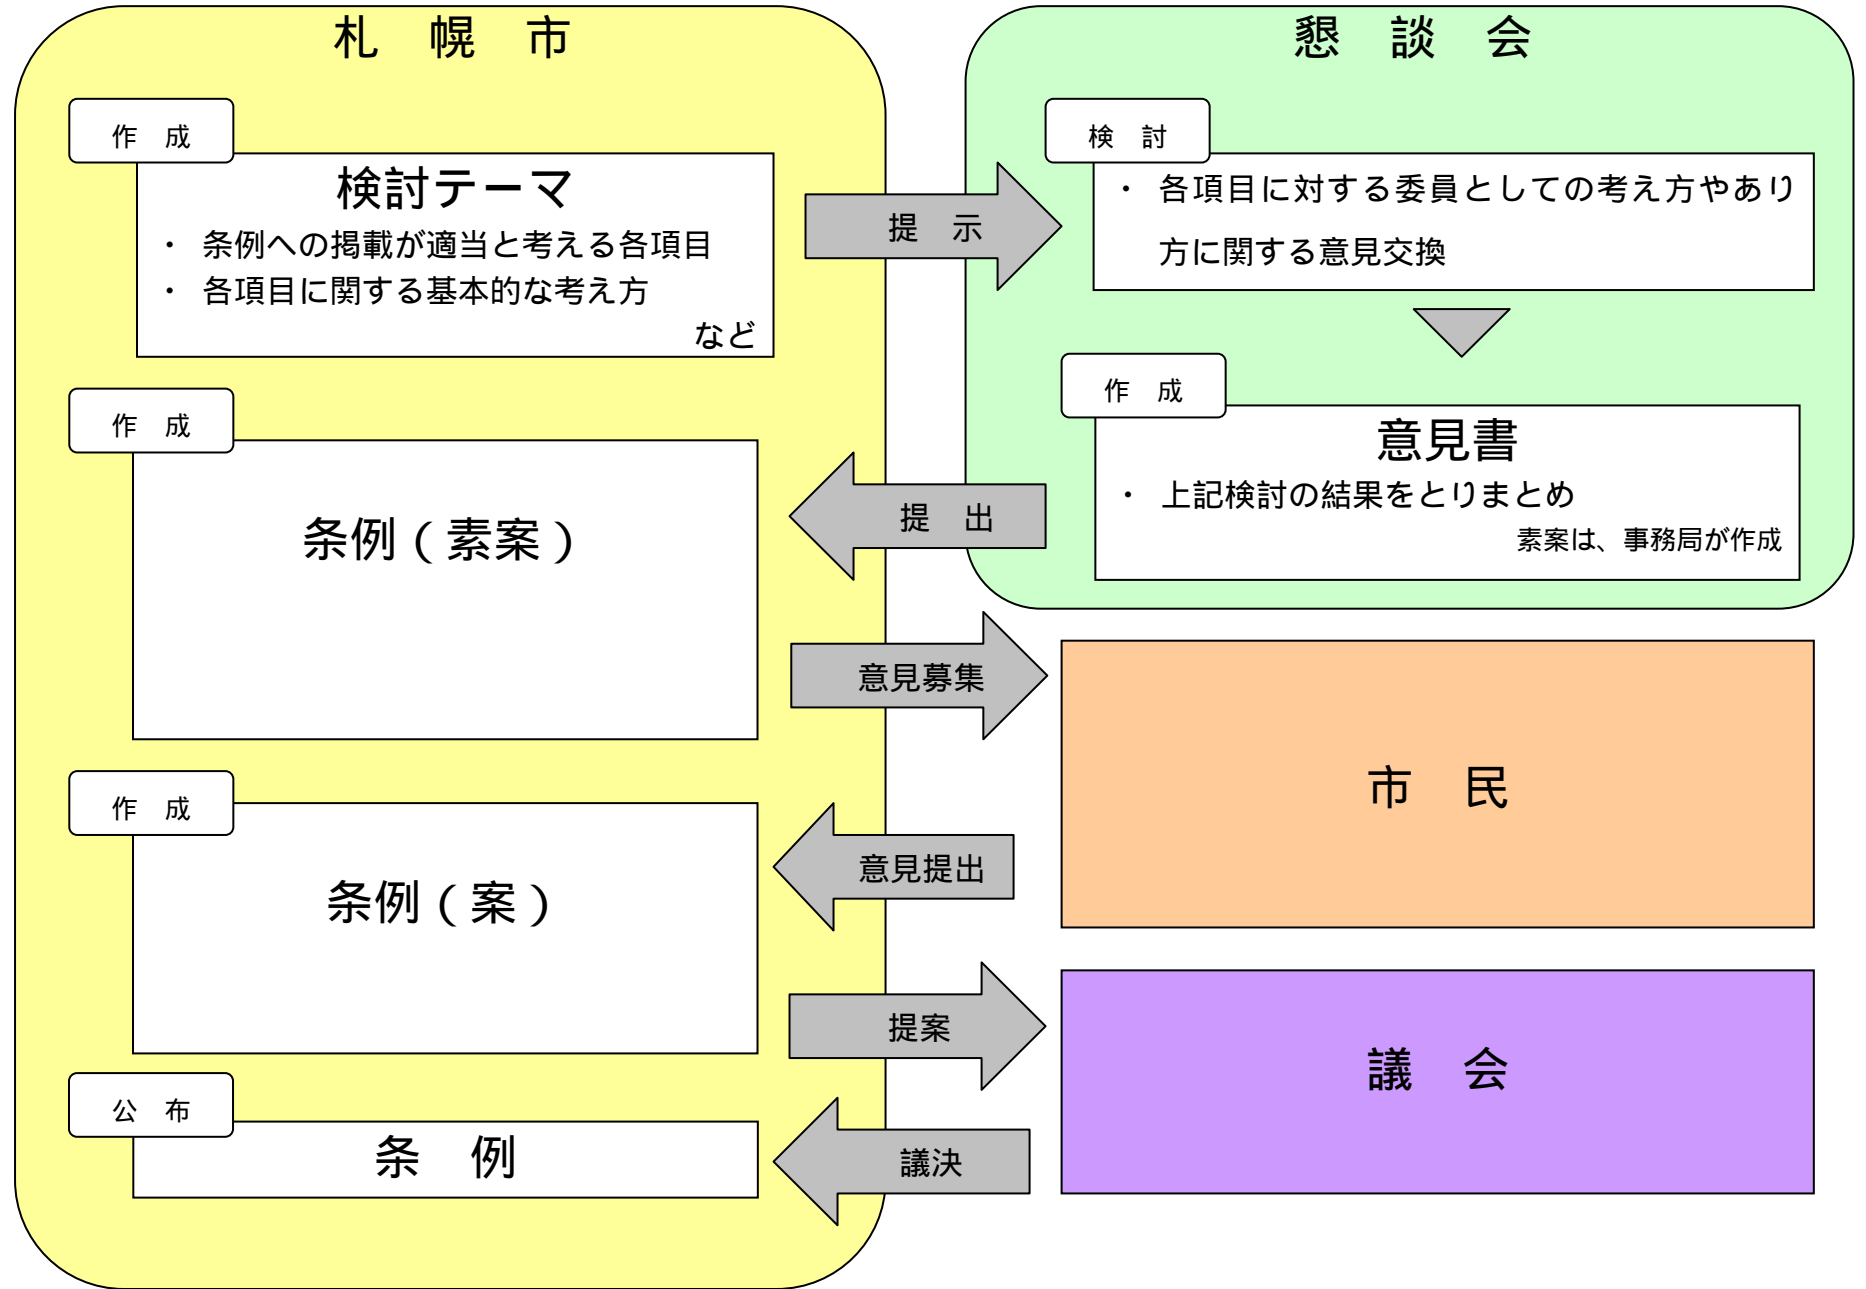 札　幌　市
作　成
検討テーマ
・ 条例への掲載が適当と考える各項目
・ 各項目に関する基本的な考え方
など
提　示
懇　談　会
検　討
・ 各項目に対する委員としての考え方やあり
方に関する意見交換
作　成
意見書
・ 上記検討の結果をとりまとめ
素案は、事務局が作成
提　出
作　成
条例（素案）
意見募集
市　民
意見提出
作　成
条例（案）
提案
議　会
議決
公　布
条　例